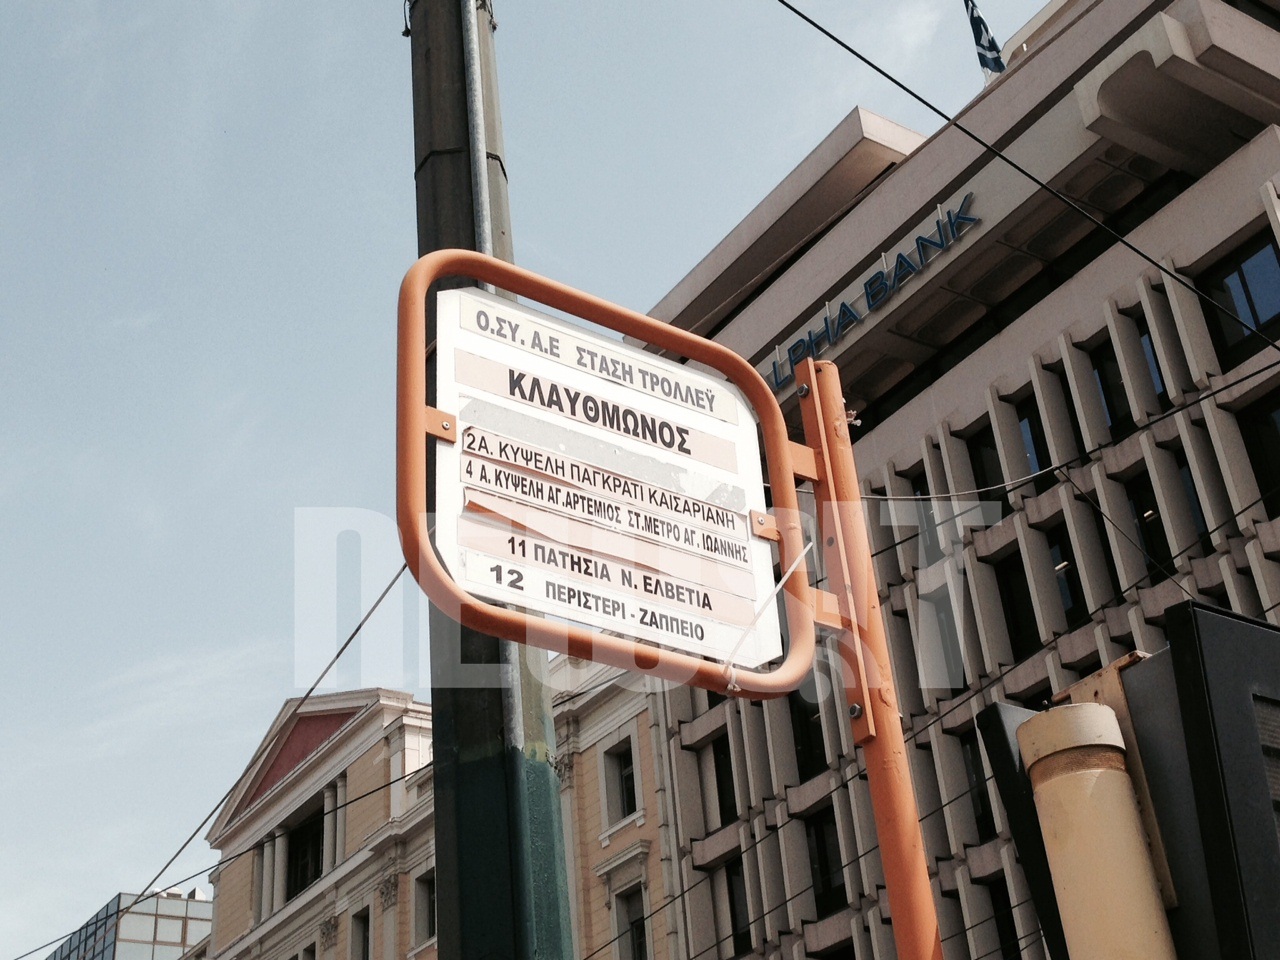 Ο.ΣΥ. Α.Ε ΣΤΑΣΗ ΤΡΟΛΛΕΫ
ΚΛΑΥΘΜΩΝΟΣ
2Α. ΚΥΨΕΛΗ ΠΑΓΚΡΑΤΙ ΚΑΙΣΑΡΙΑΝΗ
4 Α. ΚΥΨΕΛΗ ΑΓ.ΑΡΤΕΜΙΟΣ ΣΤ.ΜΕΤΡΟ ΑΓ. ΙΩΑΝΝΗΣ
11 ΠΑΤΗΣΙΑ Ν. ΕΛΒΕΤΙΑ
12 ΠΕΡΙΣΤΕΡΙ - ΖΑΠΠΕΙΟ
LPHA BANK
NEWSIT